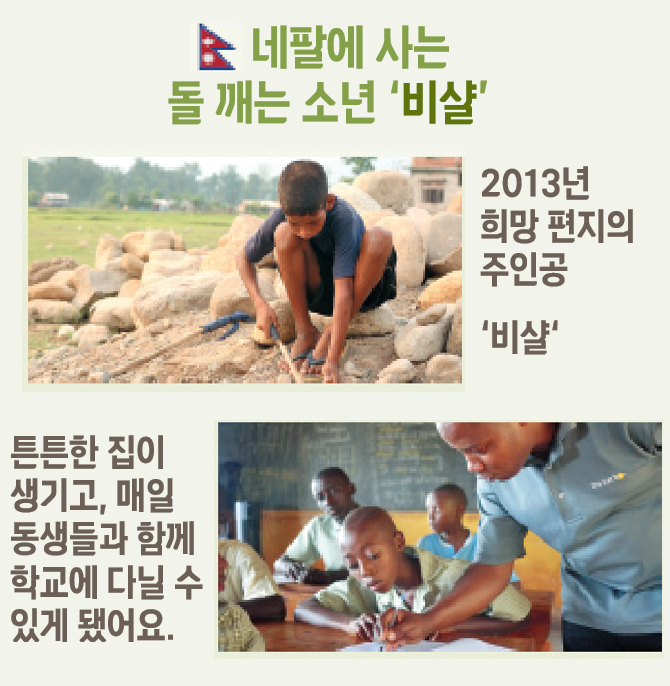 네팔에 사는
돌 깨는 소년 ‘비샬’
2013년
희망 편지의
주인공
‘비샬‘
튼튼한 집이
생기고, 매일
동생들과 함께
학교에 다닐 수
있게 됐어요.